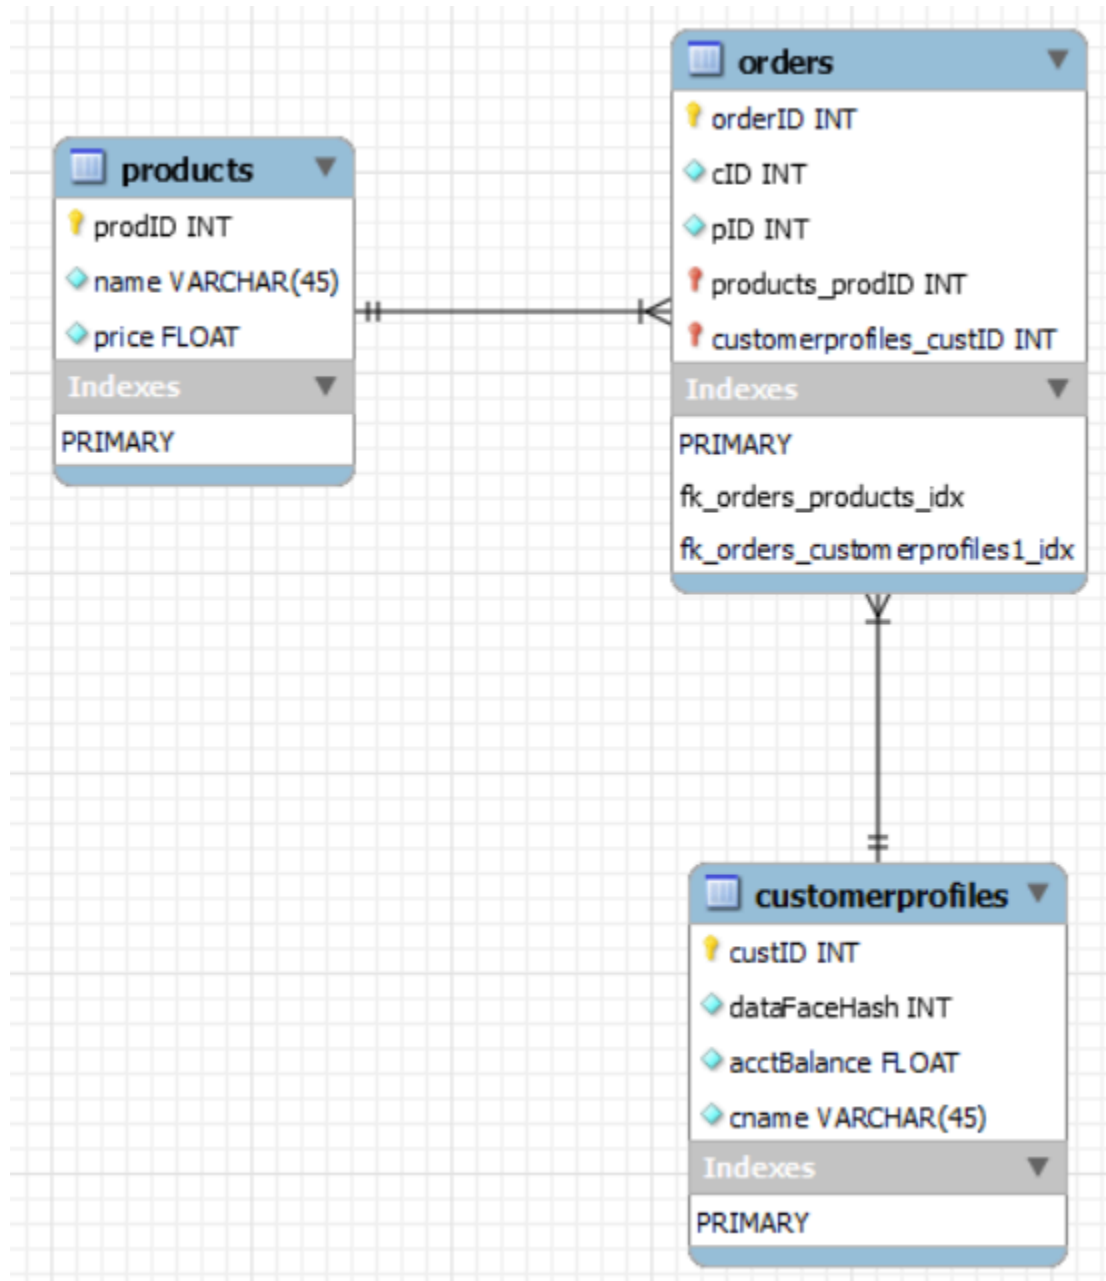 products
prodID INT
name VARCHAR(45)
price FLOAT
Indexes
PRIMARY
orders
orderID INT
cID INT
pID INT
products_prodID INT
customerprofiles_custID INT
Indexes
PRIMARY
fk_orders_products_idx
fk_orders_customerprofiles1_idx
customerprofiles
custID INT
dataFaceHash INT
acctBalance FLOAT
cname VARCHAR(45)
Indexes
PRIMARY